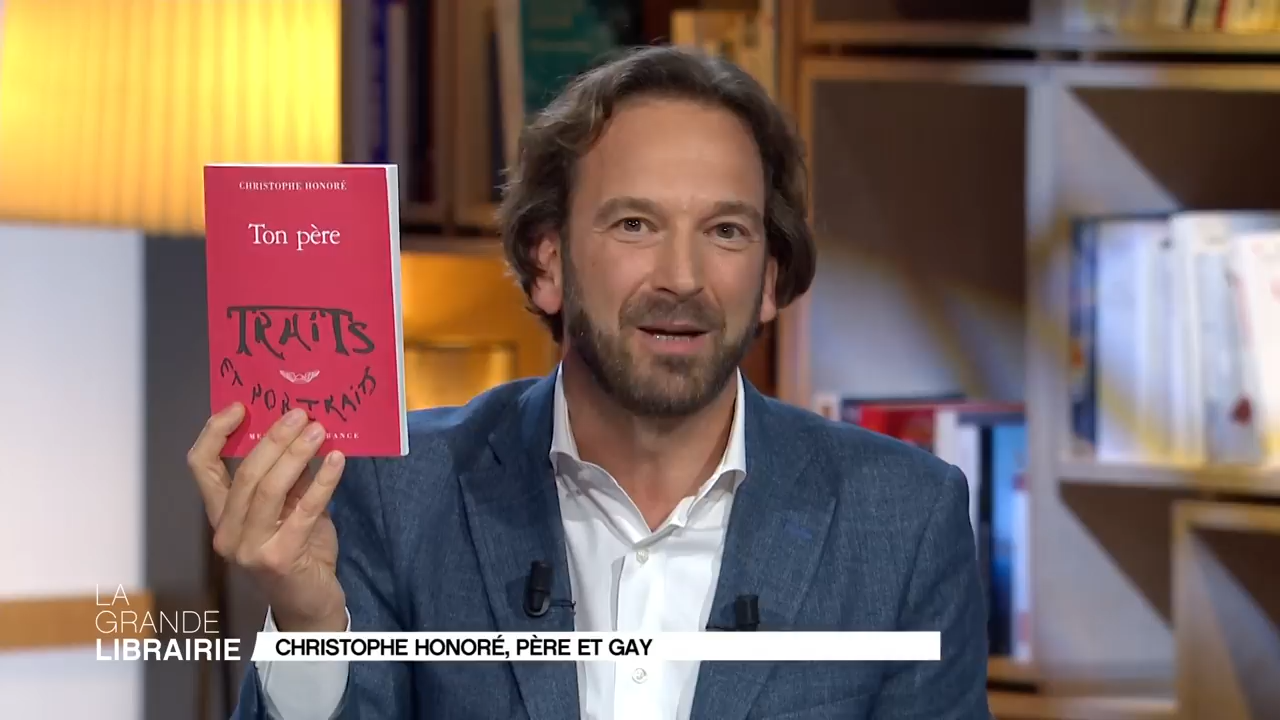 CHRISTOPHE HONORÉ
Ton père
TRAITS
ET PORTRAITS
LA
GRANDE
LIBRAIRIE
CHRISTOPHE HONORÉ, PÈRE ET GAY